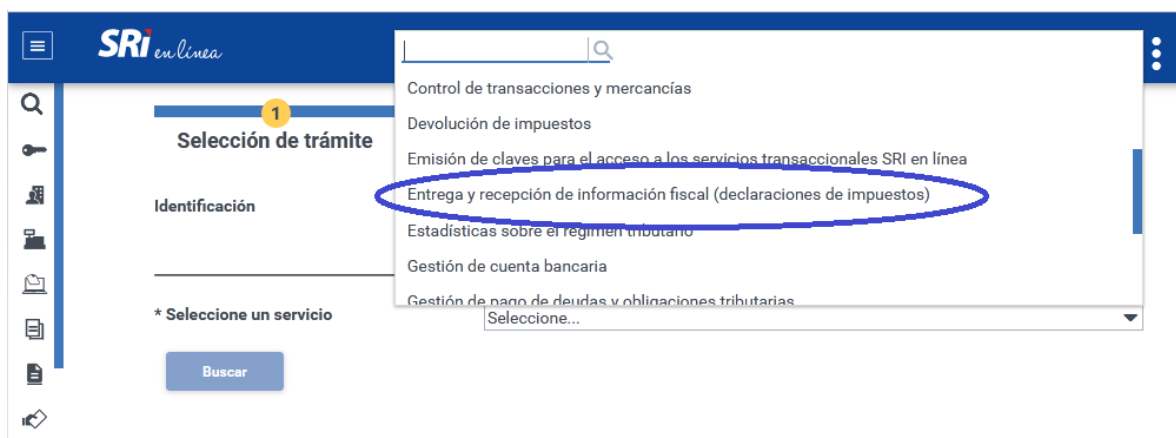 SRi en línea
Control de transacciones y mercancías
Devolución de impuestos
1
Selección de trámite
Emisión de claves para el acceso a los servicios transaccionales SRI en línea
Entrega y recepción de información fiscal (declaraciones de impuestos)
Identificación
Estadísticas sobre el régimen tributario
Gestión de cuenta bancaria
Gestión de pago de deudas y obligaciones tributarias
* Seleccione un servicio
Seleccione...
Buscar